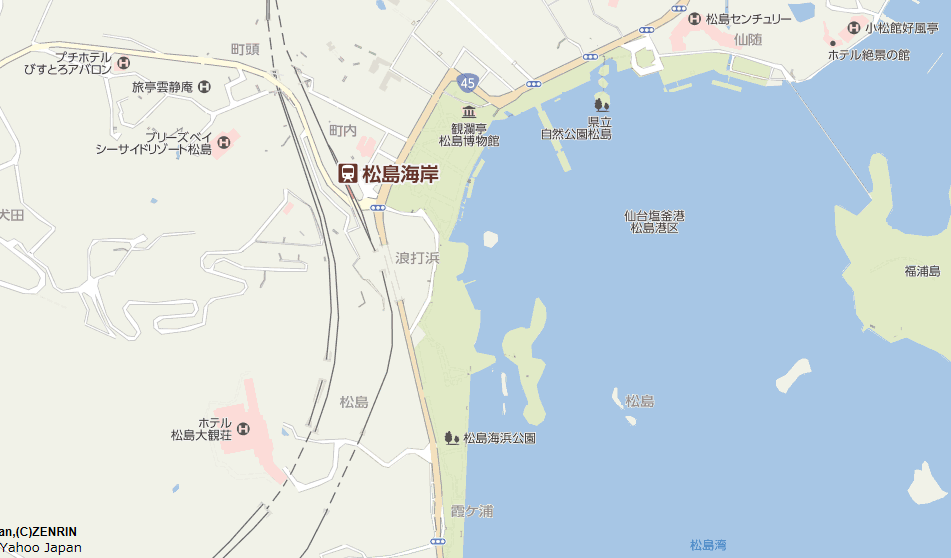 松島センチュリー
小松館好風亭
仙随
町頭
ホテル絶景の館
プチホテル
びすとろアバロン
旅亭雲静庵
45
観瀾亭
松島博物館
県立
自然公園松島
町内
ブリーズベイ
シーサイドリゾート松島
松島海岸
犬田
仙台塩釜港
松島港区
浪打浜
福浦島
松島
松島
ホテル
松島大観荘
松島海浜公園
霞ケ浦
an,(C)ZENRIN
Yahoo Japan
松島湾